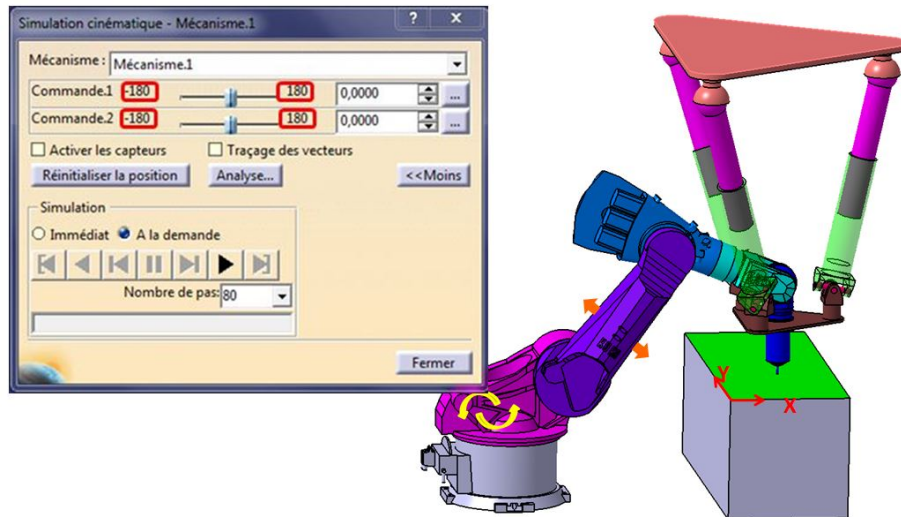 Simulation cinématique - Mécanisme.1
Mécanisme : Mécanisme.1
Commande.1 -180 180 0,0000 ...
Commande.2 -180 180 0,0000 ...
Activer les capteurs Traçage des vecteurs
Réinitialiser la position Analyse... <<Moins
Simulation
Immédiat A la demande
Nombre de pas: 80
Fermer
Y
X